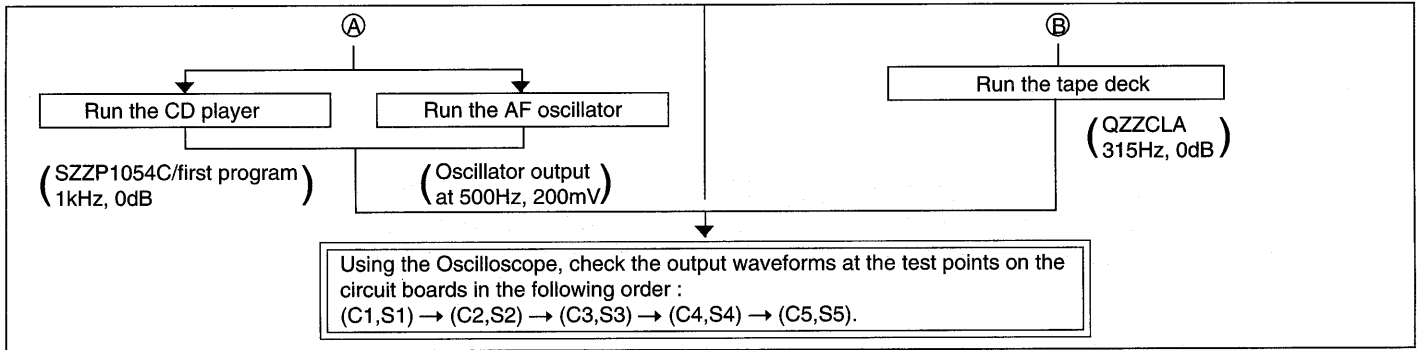 Ⓐ
Run the CD player
Run the AF oscillator
(SZZP1054C/first program
1kHz, 0dB)
(Oscillator output
at 500Hz, 200mV)
Ⓑ
Run the tape deck
(QZZCLA
315Hz, 0dB)
Using the Oscilloscope, check the output waveforms at the test points on the
circuit boards in the following order :
(C1,S1) → (C2,S2) → (C3,S3) → (C4,S4) → (C5,S5).